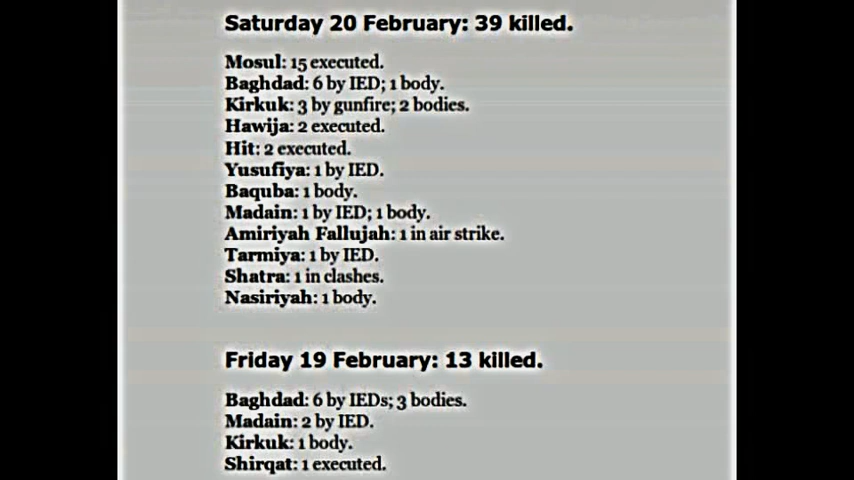 Saturday 20 February: 39 killed.
Mosul: 15 executed.
Baghdad: 6 by IED; 1 body.
Kirkuk: 3 by gunfire; 2 bodies.
Hawija: 2 executed.
Hit: 2 executed.
Yusufiya: 1 by IED.
Baquba: 1 body.
Madain: 1 by IED; 1 body.
Amiriyah Fallujah: 1 in air strike.
Tarmiya: 1 by IED.
Shatra: 1 in clashes.
Nasiriyah: 1 body.
Friday 19 February: 13 killed.
Baghdad: 6 by IEDs; 3 bodies.
Madain: 2 by IED.
Kirkuk: 1 body.
Shirqat: 1 executed.